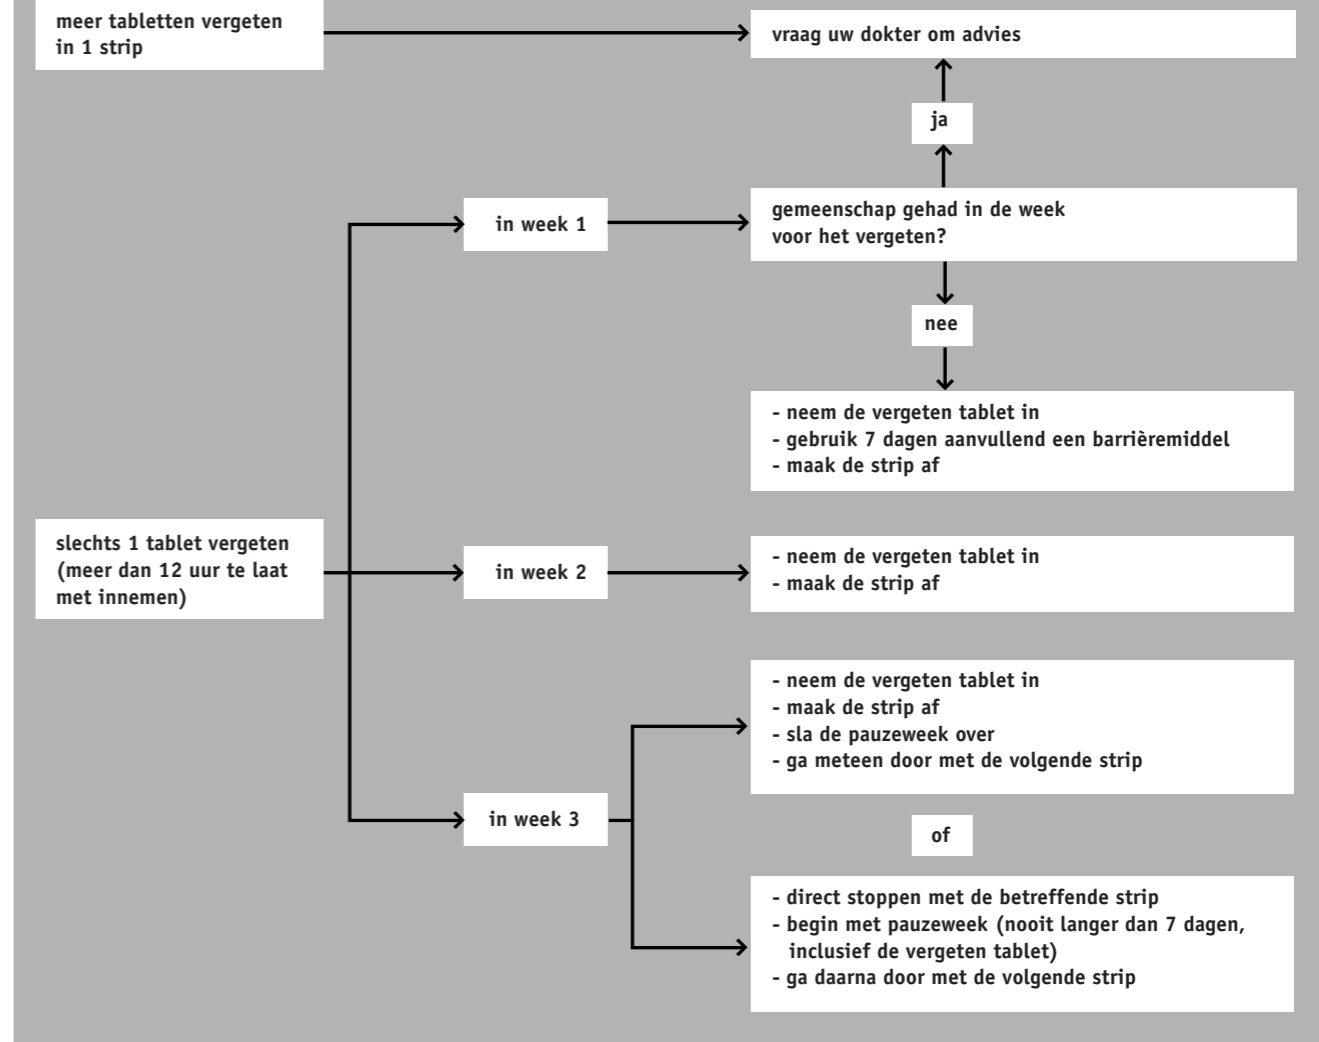 meer tabletten vergeten
in 1 strip
vraag uw dokter om advies
ja
in week 1
gemeenschap gehad in de week
voor het vergeten?
nee
- neem de vergeten tablet in
- gebruik 7 dagen aanvullend een barrièremiddel
- maak de strip af
slechts 1 tablet vergeten
(meer dan 12 uur te laat
met innemen)
in week 2
- neem de vergeten tablet in
- maak de strip af
in week 3
- neem de vergeten tablet in
- maak de strip af
- sla de pauzeweek over
- ga meteen door met de volgende strip
of
- direct stoppen met de betreffende strip
- begin met pauzeweek (nooit langer dan 7 dagen,
inclusief de vergeten tablet)
- ga daarna door met de volgende strip